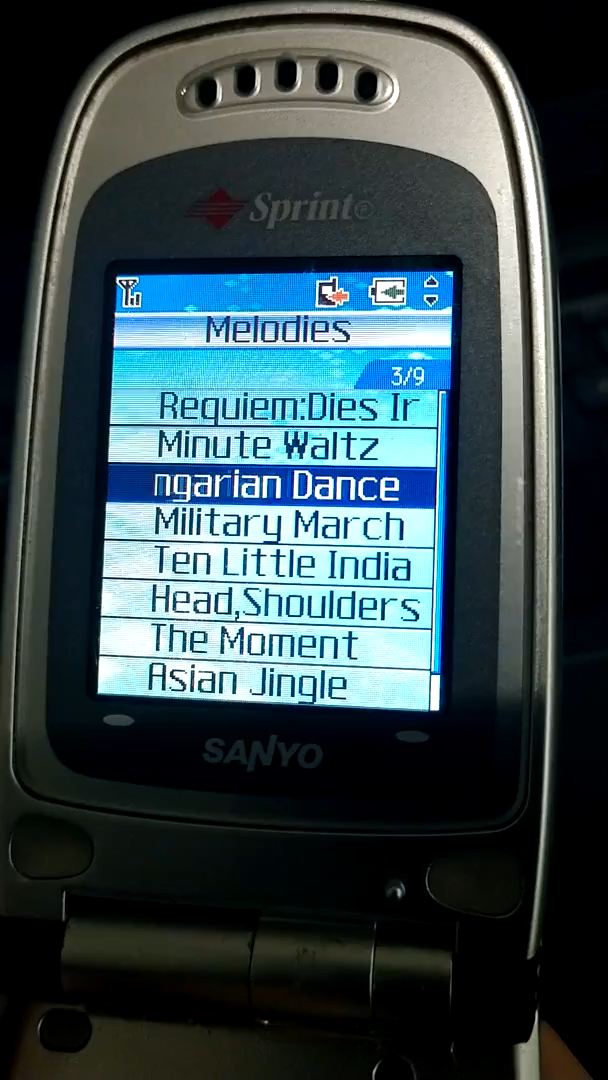 Sprint®
Melodies
3/9
Requiem:Dies Ir
Minute Waltz
ngarian Dance
Military March
Ten Little India
Head,Shoulders
The Moment
Asian Jingle
SANYO